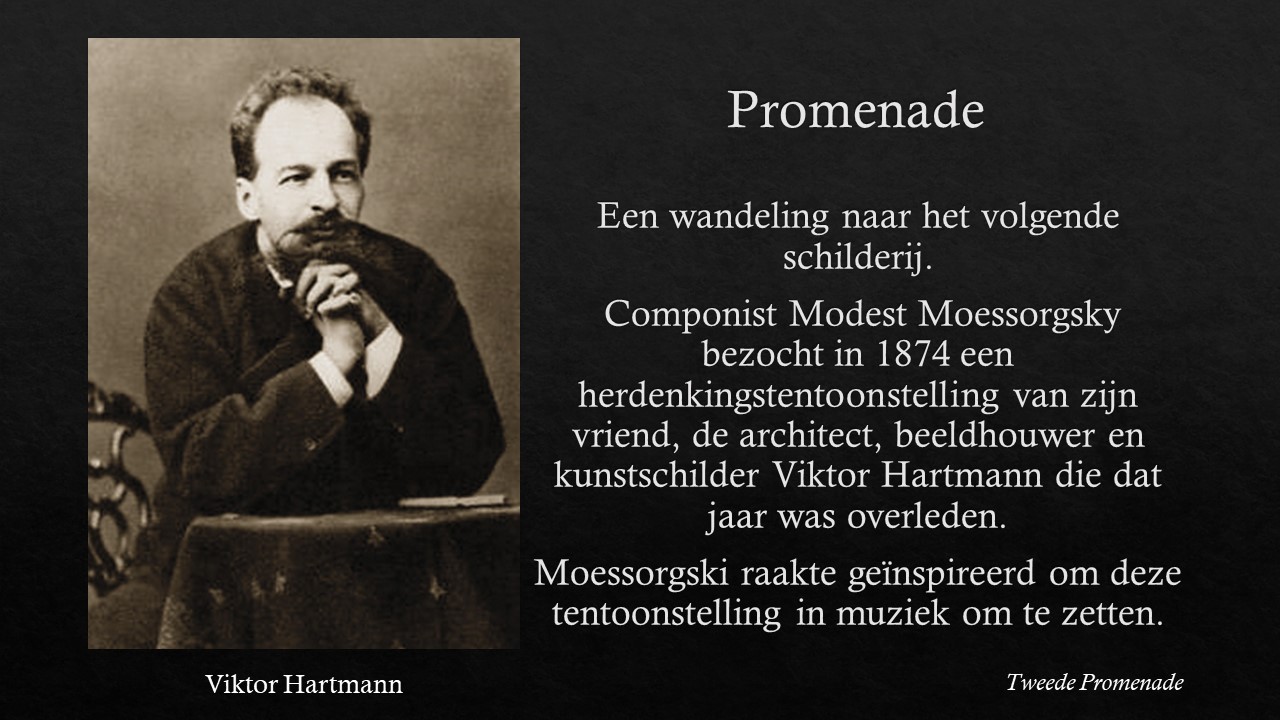 Promenade
Een wandeling naar het volgende
schilderij.
Componist Modest Moessorgsky
bezocht in 1874 een
herdenkingstentoonstelling van zijn
vriend, de architect, beeldhouwer en
kunstschilder Viktor Hartmann die dat
jaar was overleden.
Moessorgski raakte geïnspireerd om deze
tentoonstelling in muziek om te zetten.
Viktor Hartmann
Tweede Promenade